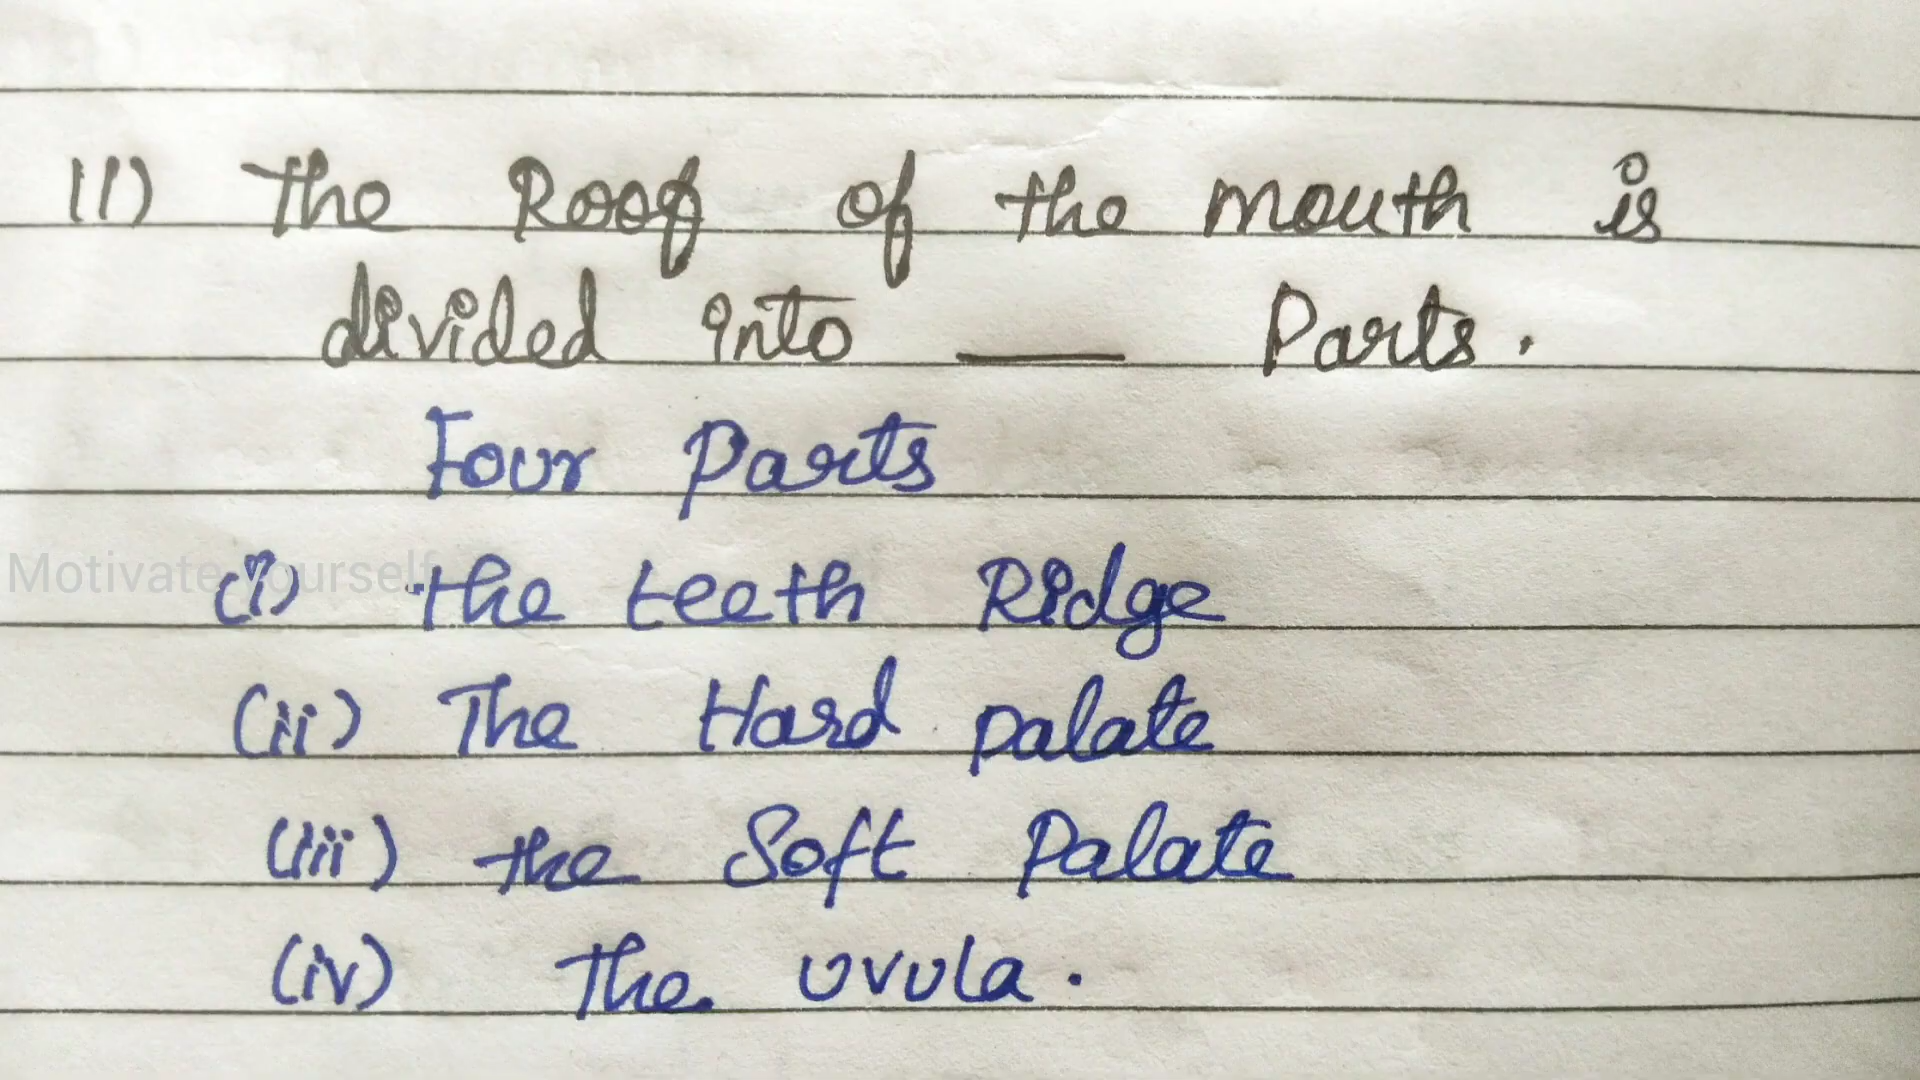 11) The Roof of the mouth is
divided into ___ Parts.
Four Parts
Motivate Yourself
(i) the teeth Ridge
(ii) The Hard palate
(iii) the Soft Palate
(iv) The uvula.